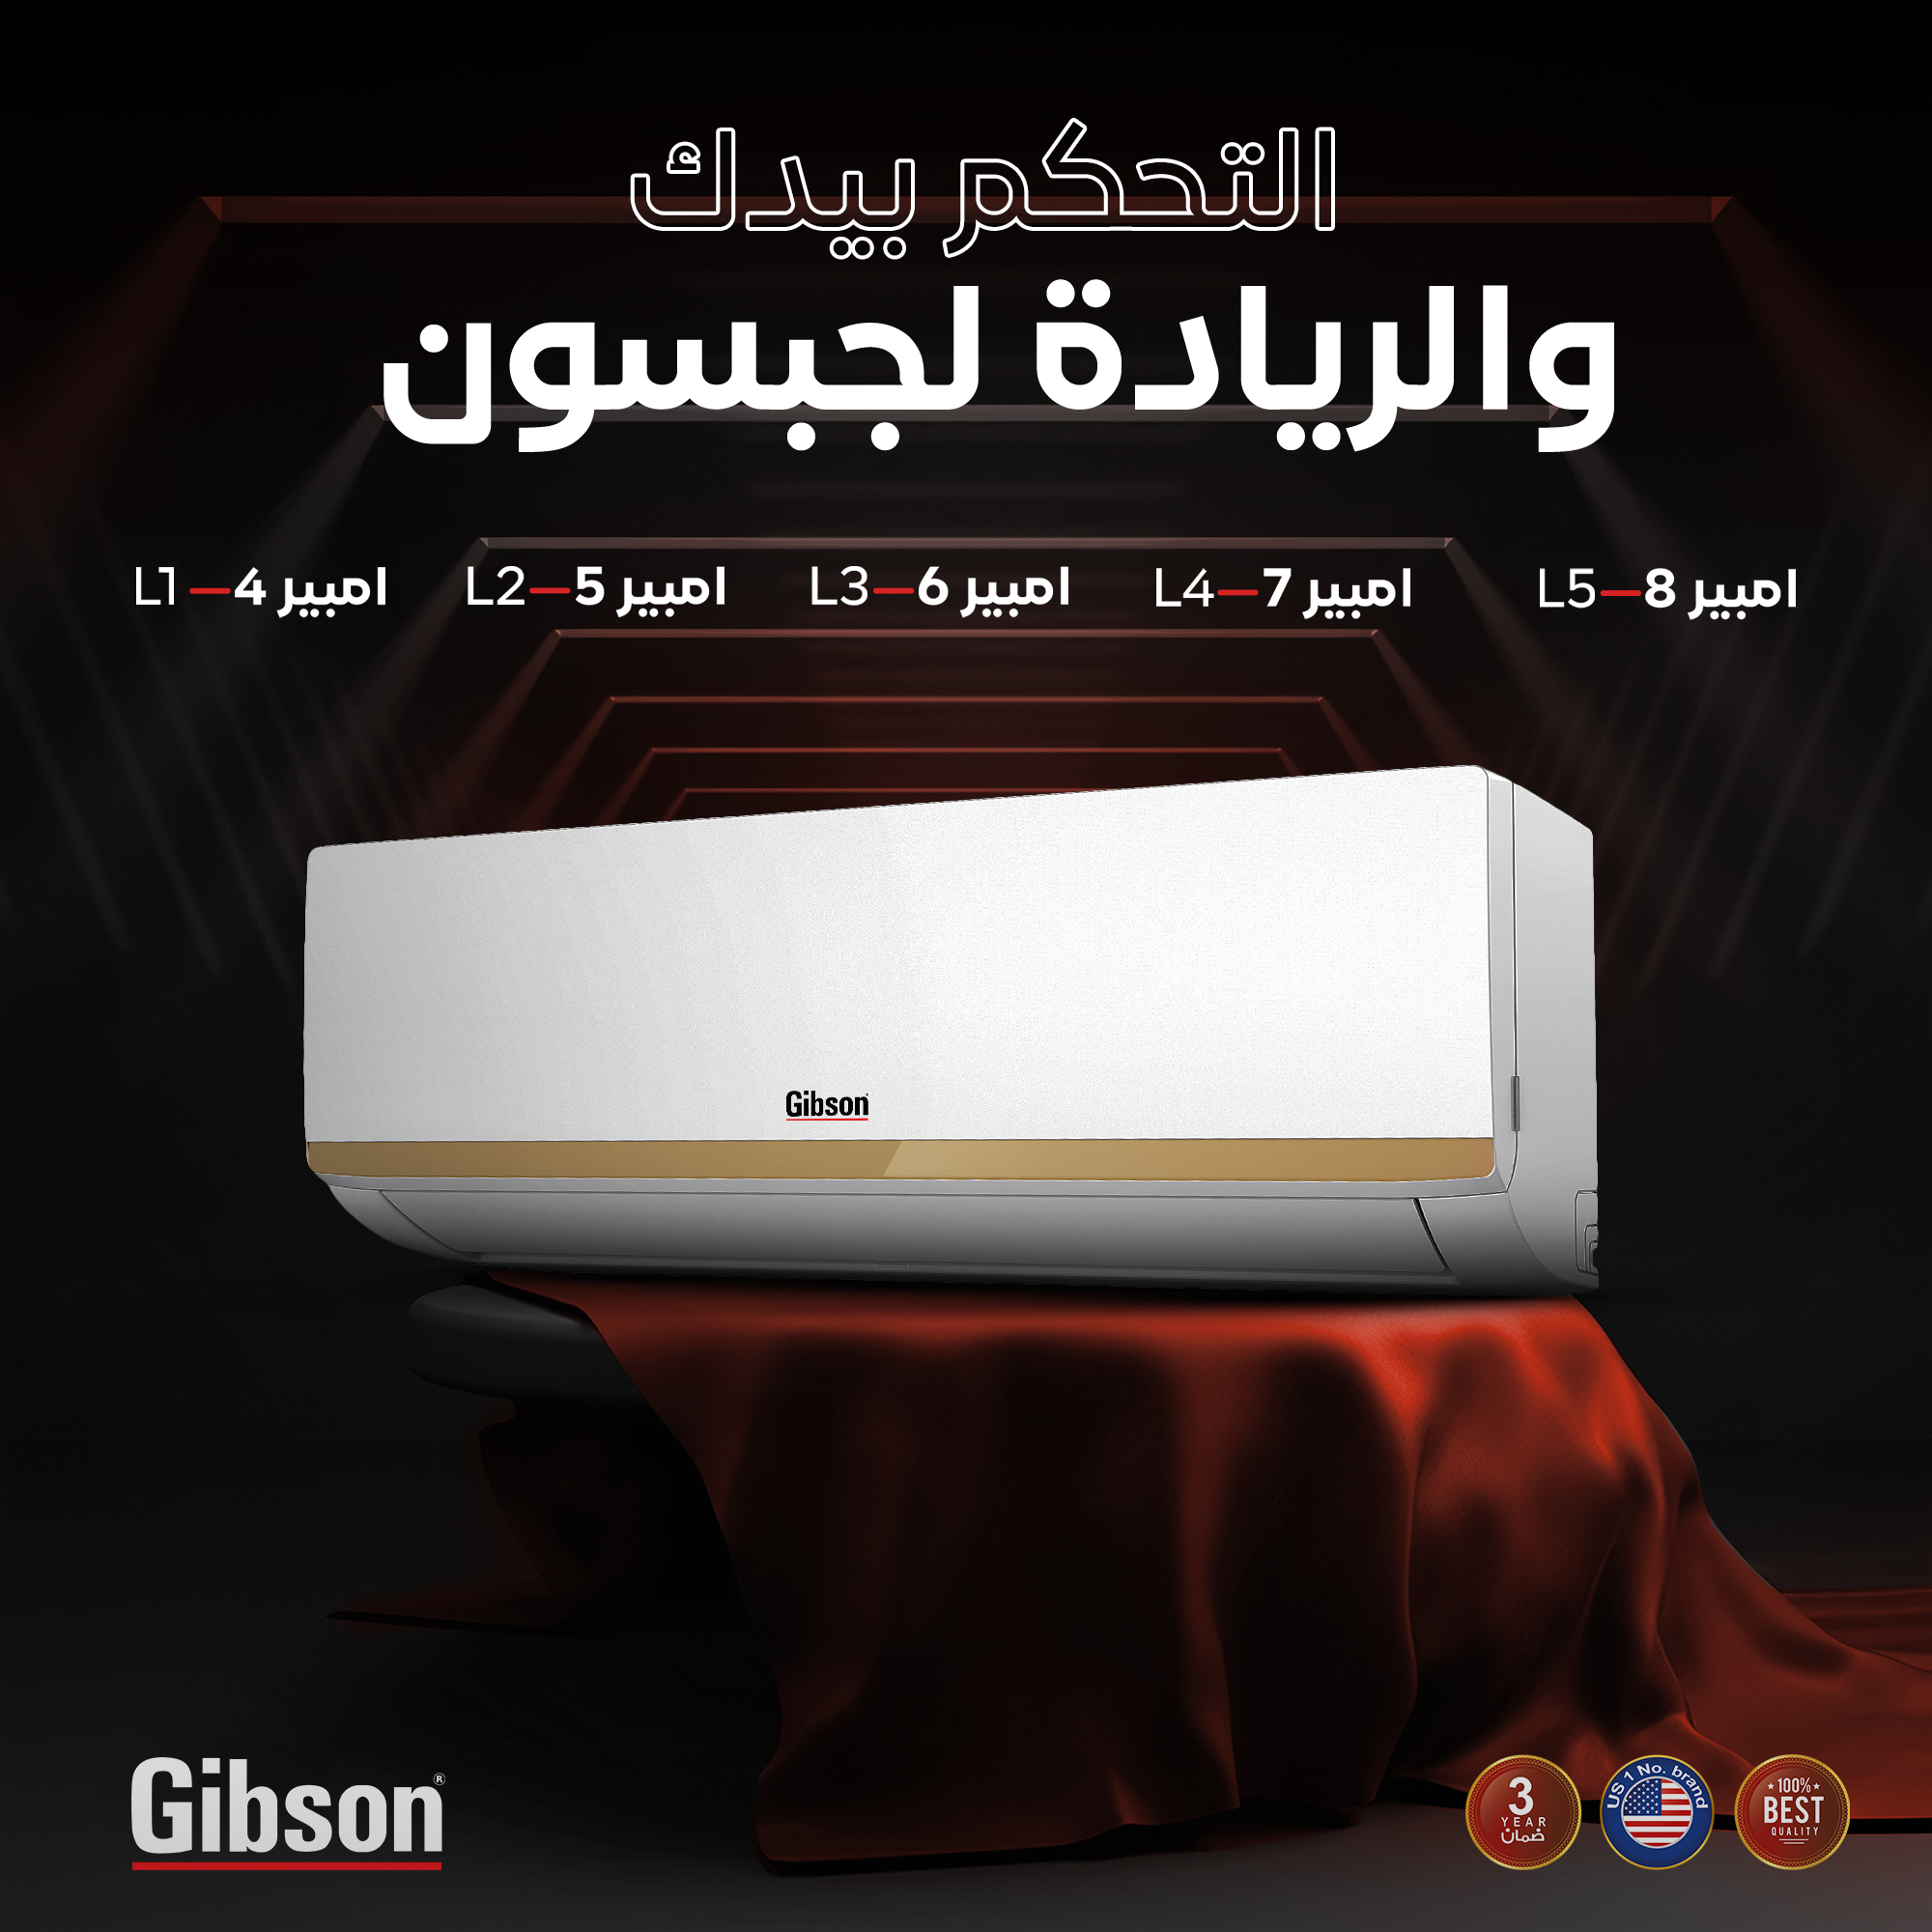 التحكم بيدك
والريادة لجبسون
L1 — 4 امبير
L2 — 5 امبير
L3 — 6 امبير
L4 — 7 امبير
L5 — 8 امبير
Gibson
Gibson®
3
YEAR
ضمان
US 1 No. brand
100%
BEST
QUALITY